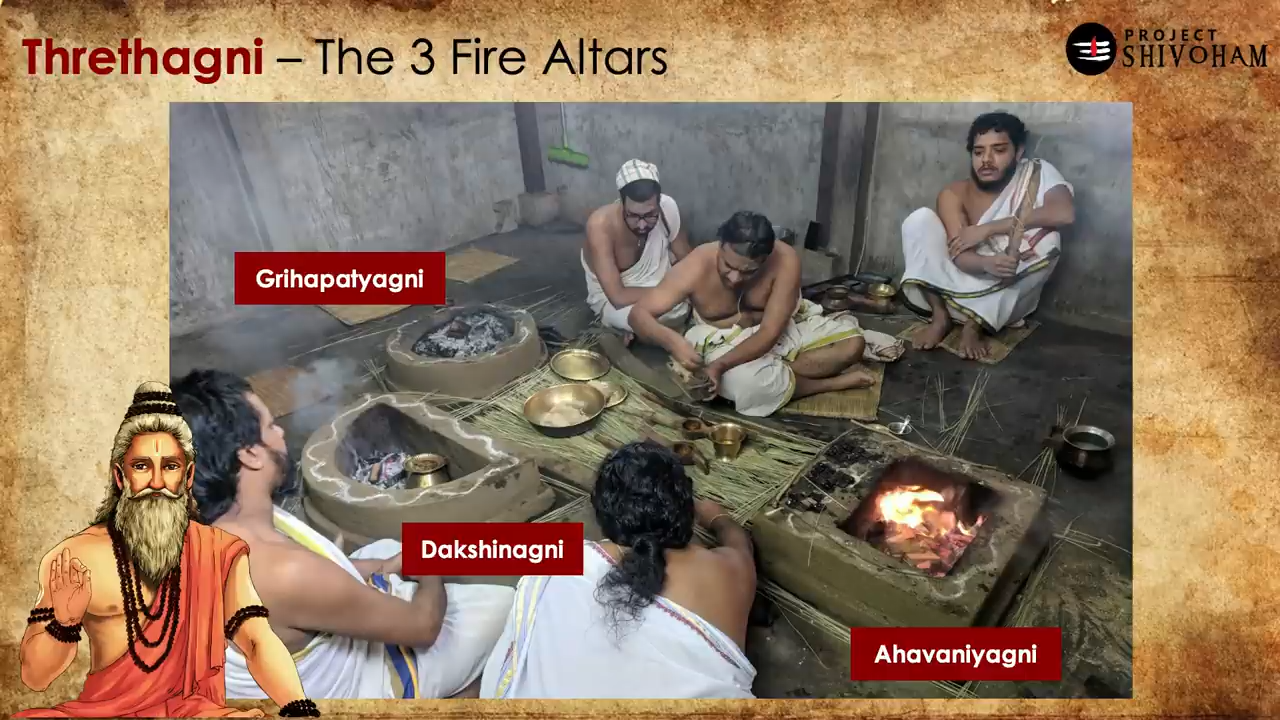 Threthagni – The 3 Fire Altars
PROJECT
SHIVOHAM
Grihapatyagni
Dakshinagni
Ahavaniyagni